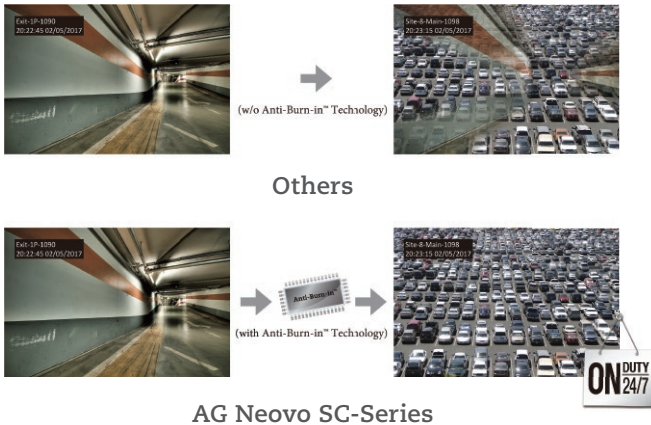 Exit-1P-1090
20:22:45 02/05/2017
Site-8-Main-1098
20:23:15 02/05/2017
(w/o Anti-Burn-in™ Techology)
Others
Exit-1P-1090
20:22:45 02/05/2017
Anti-Burn-in™
Site-8-Main-1098
20:23:15 02/05/2017
(with Anti-Burn-in™ Techology)
ON DUTY 24/7
AG Neovo SC-Series